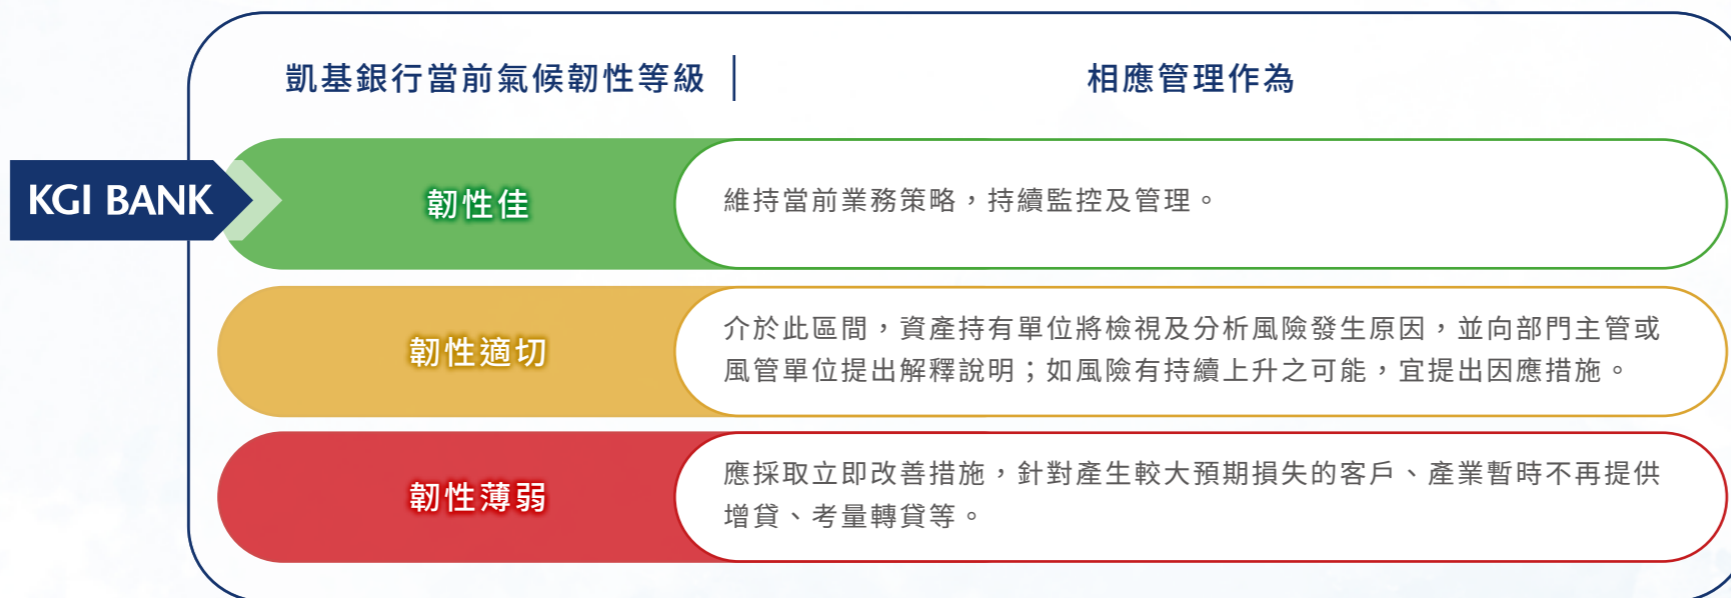 凱基銀行當前氣候韌性等級
相應管理作為
KGI BANK
韌性佳
維持當前業務策略，持續監控及管理。
韌性適切
介於此區間，資產持有單位將檢視及分析風險發生原因，並向部門主管或
風管單位提出解釋說明；如風險有持續上升之可能，宜提出因應措施。
韌性薄弱
應採取立即改善措施，針對產生較大預期損失的客戶、產業暫時不再提供
增貸、考量轉貸等。